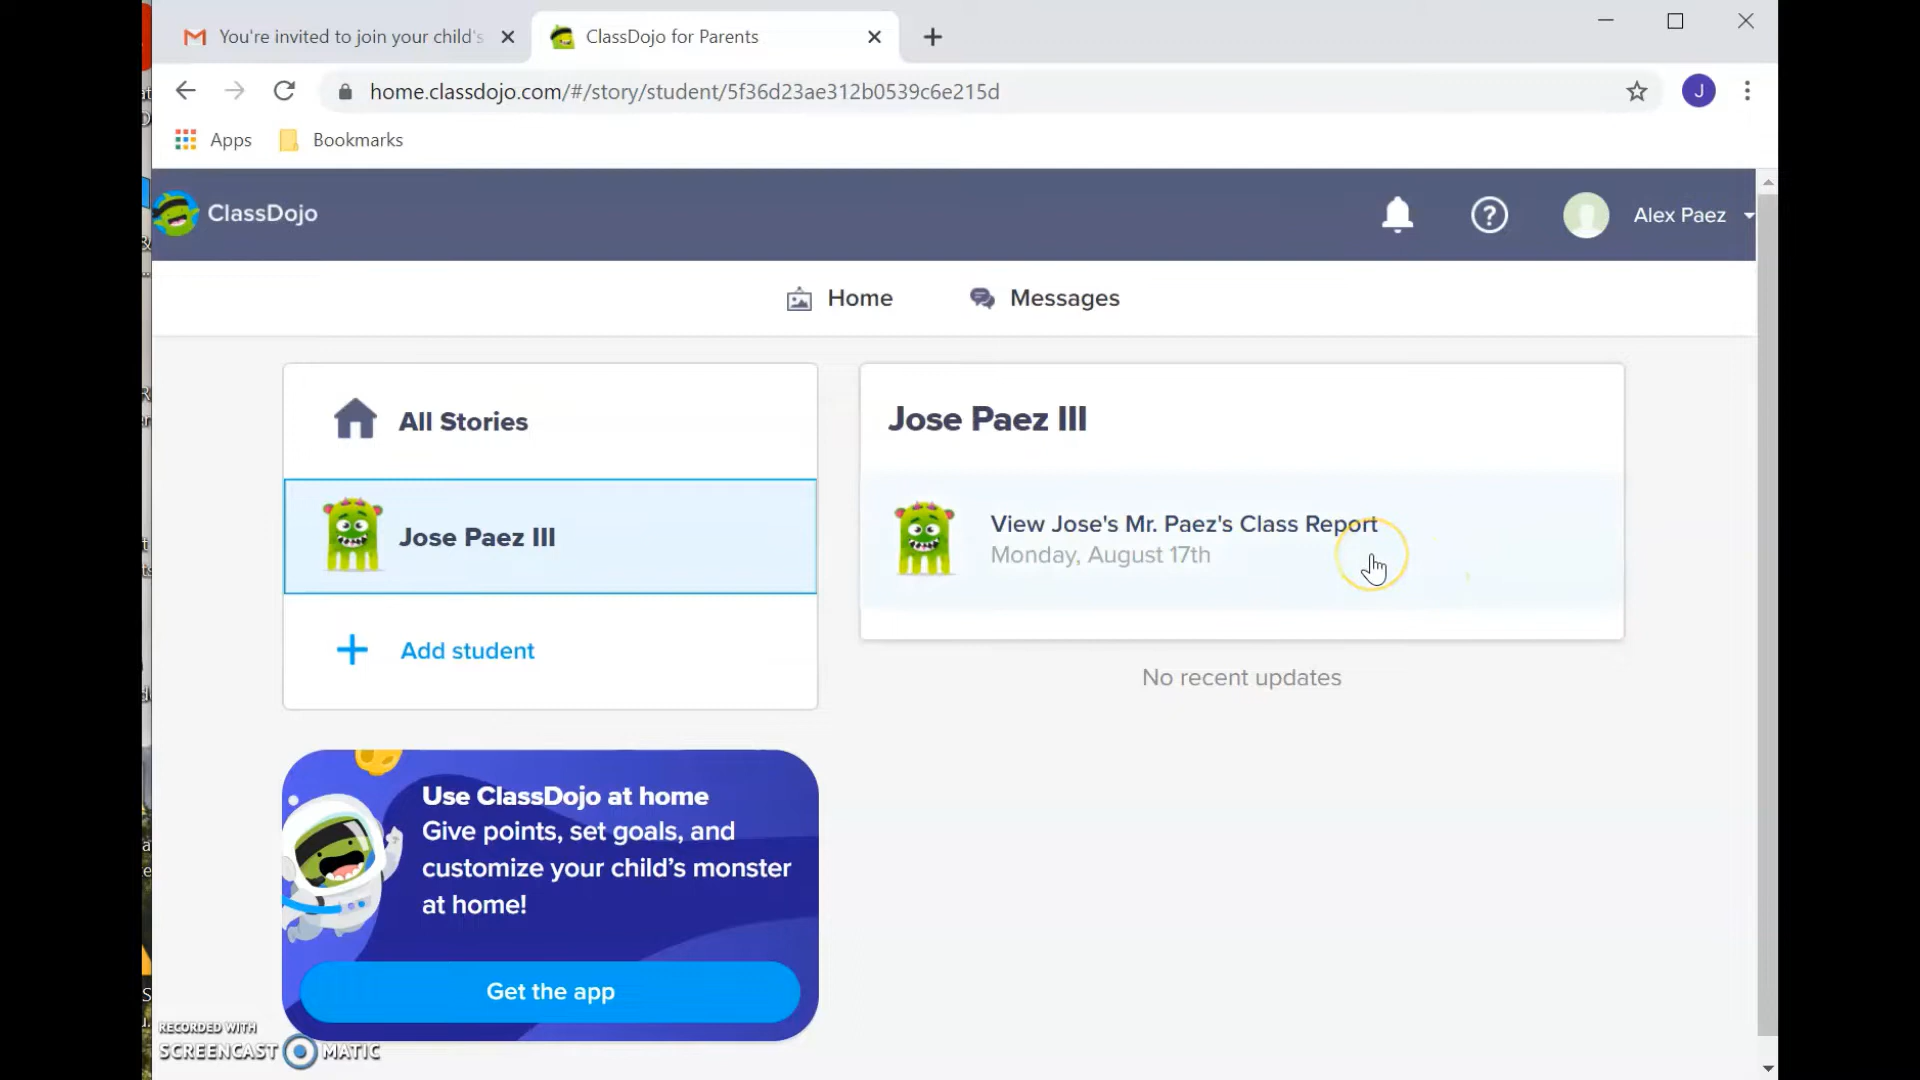 You're invited to join your child's
ClassDojo for Parents
home.classdojo.com/#/story/student/5f36d23ae312b0539c6e215d
J
Apps
Bookmarks
ClassDojo
?
Alex Paez
Home
Messages
All Stories
Jose Paez III
Add student
Jose Paez III
View Jose's Mr. Paez's Class Report
Monday, August 17th
No recent updates
Use ClassDojo at home
Give points, set goals, and
customize your child's monster
at home!
Get the app
RECORDED WITH
SCREENCAST MATIC